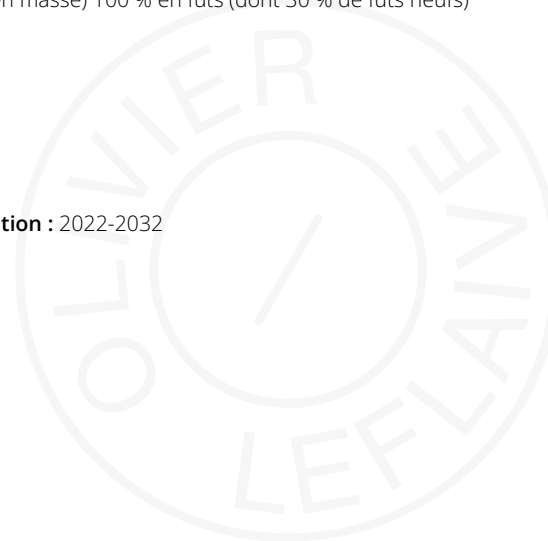 masse) 100 % en fûts (dont 30 % de fûts neufs)
OLIVIER LEFLAIVE
tion : 2022-2032